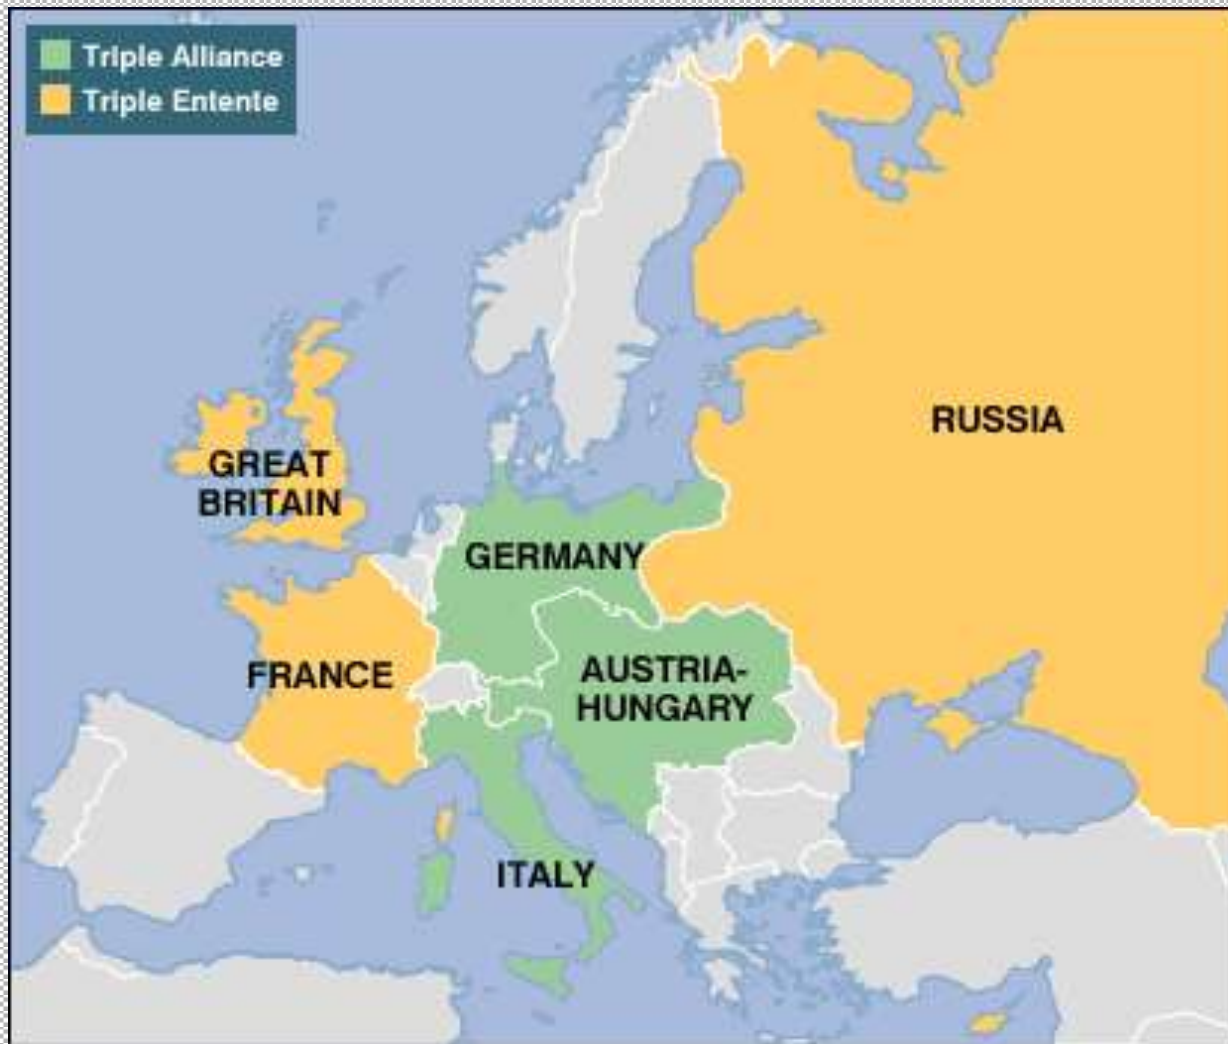 Triple Alliance
Triple Entente
RUSSIA
GREAT
BRITAIN
GERMANY
FRANCE
AUSTRIA-
HUNGARY
ITALY